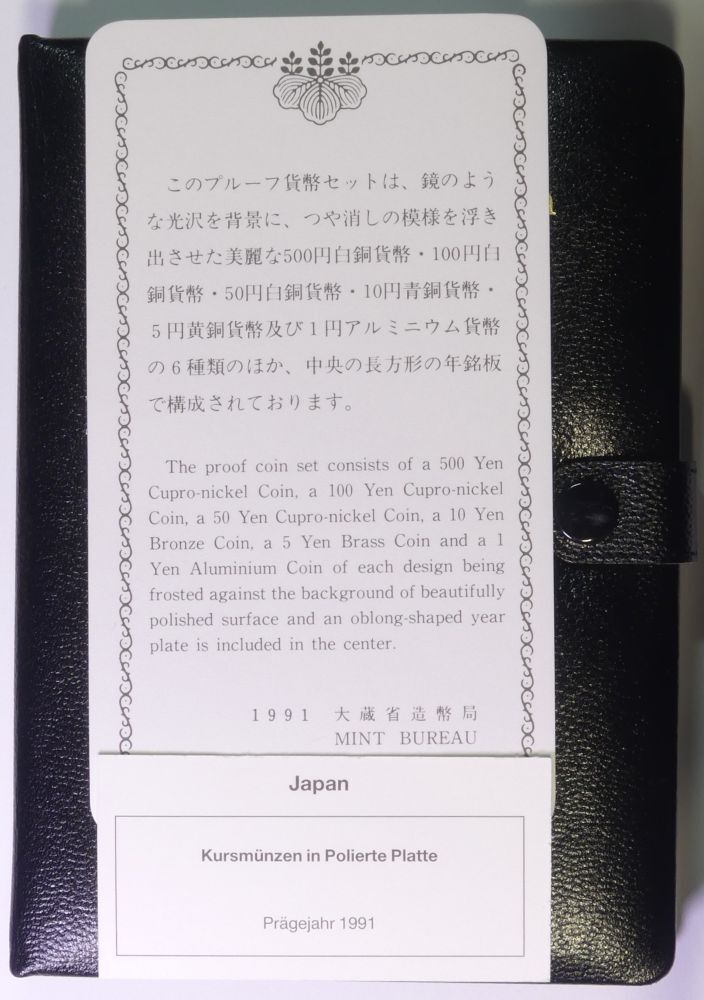 このプルーフ貨幣セットは、鏡のよう
な光沢を背景に、つや消しの模様を浮き
出させた美麗な500円白銅貨幣・100円白
銅貨幣・50円白銅貨幣・10円青銅貨幣・
5円黄銅貨幣及び1円アルミニウム貨幣
の6種類のほか、中央の長方形の年銘板
で構成されております。
The proof coin set consists of a 500 Yen
Cupro-nickel Coin, a 100 Yen Cupro-nickel
Coin, a 50 Yen Cupro-nickel Coin, a 10 Yen
Bronze Coin, a 5 Yen Brass Coin and a 1
Yen Aluminium Coin of each design being
frosted against the background of beautifully
polished surface and an oblong-shaped year
plate is included in the center.
1991 大蔵省造幣局
MINT BUREAU
Japan
Kursmünzen in Polierte Platte
Prägejahr 1991